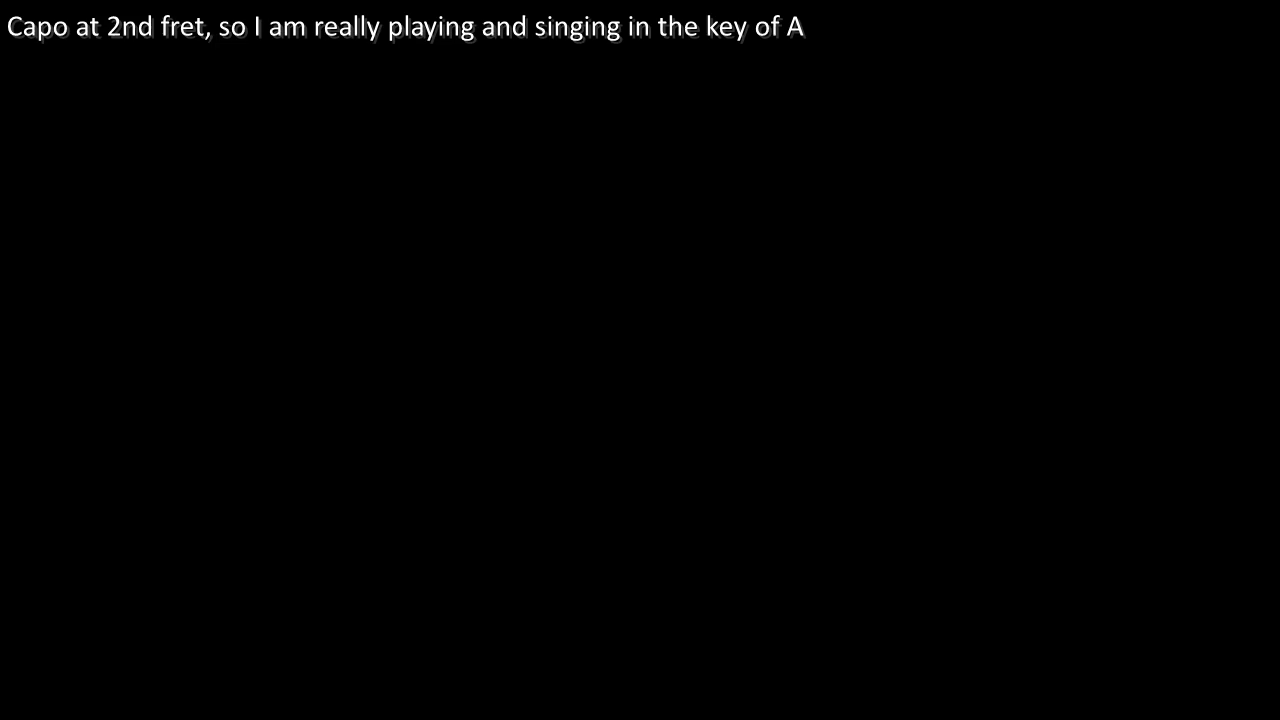 Capo at 2nd fret, so I am really playing and singing in the key of A